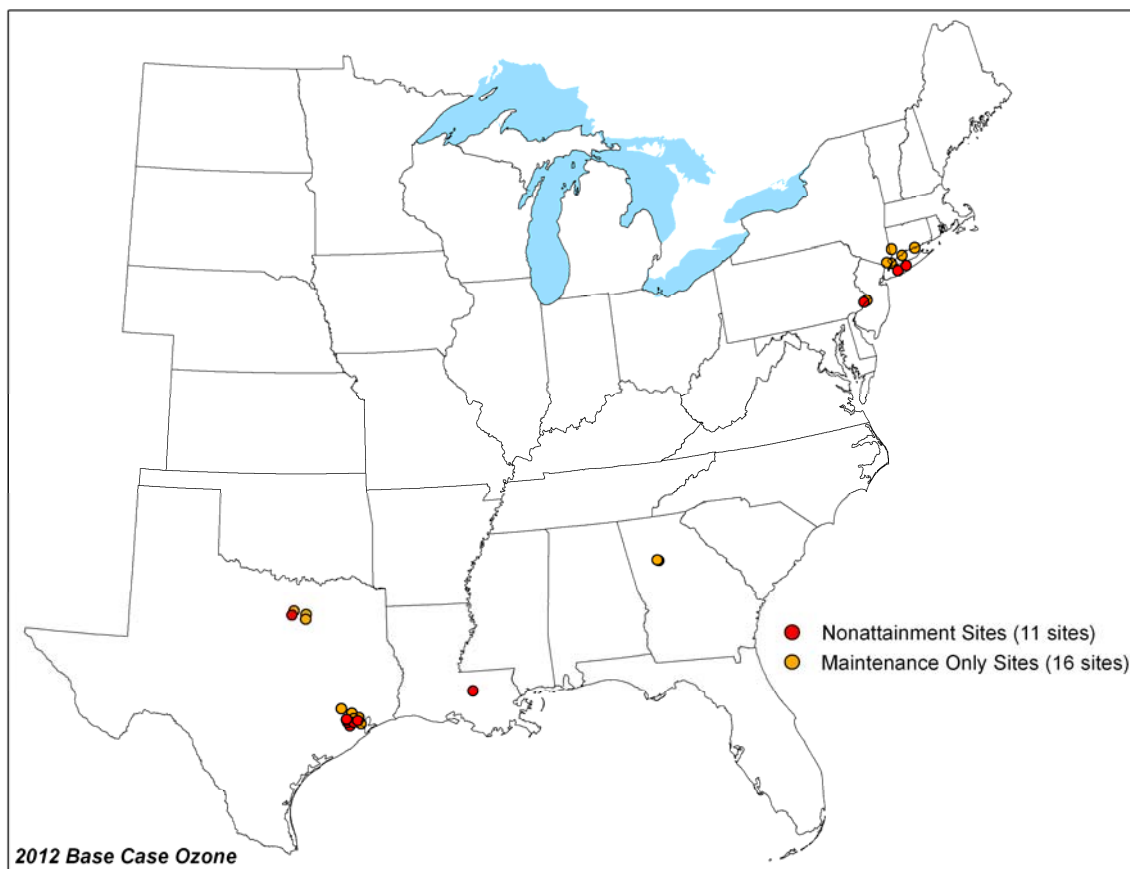 Nonattainment Sites (11 sites)
Maintenance Only Sites (16 sites)
2012 Base Case Ozone